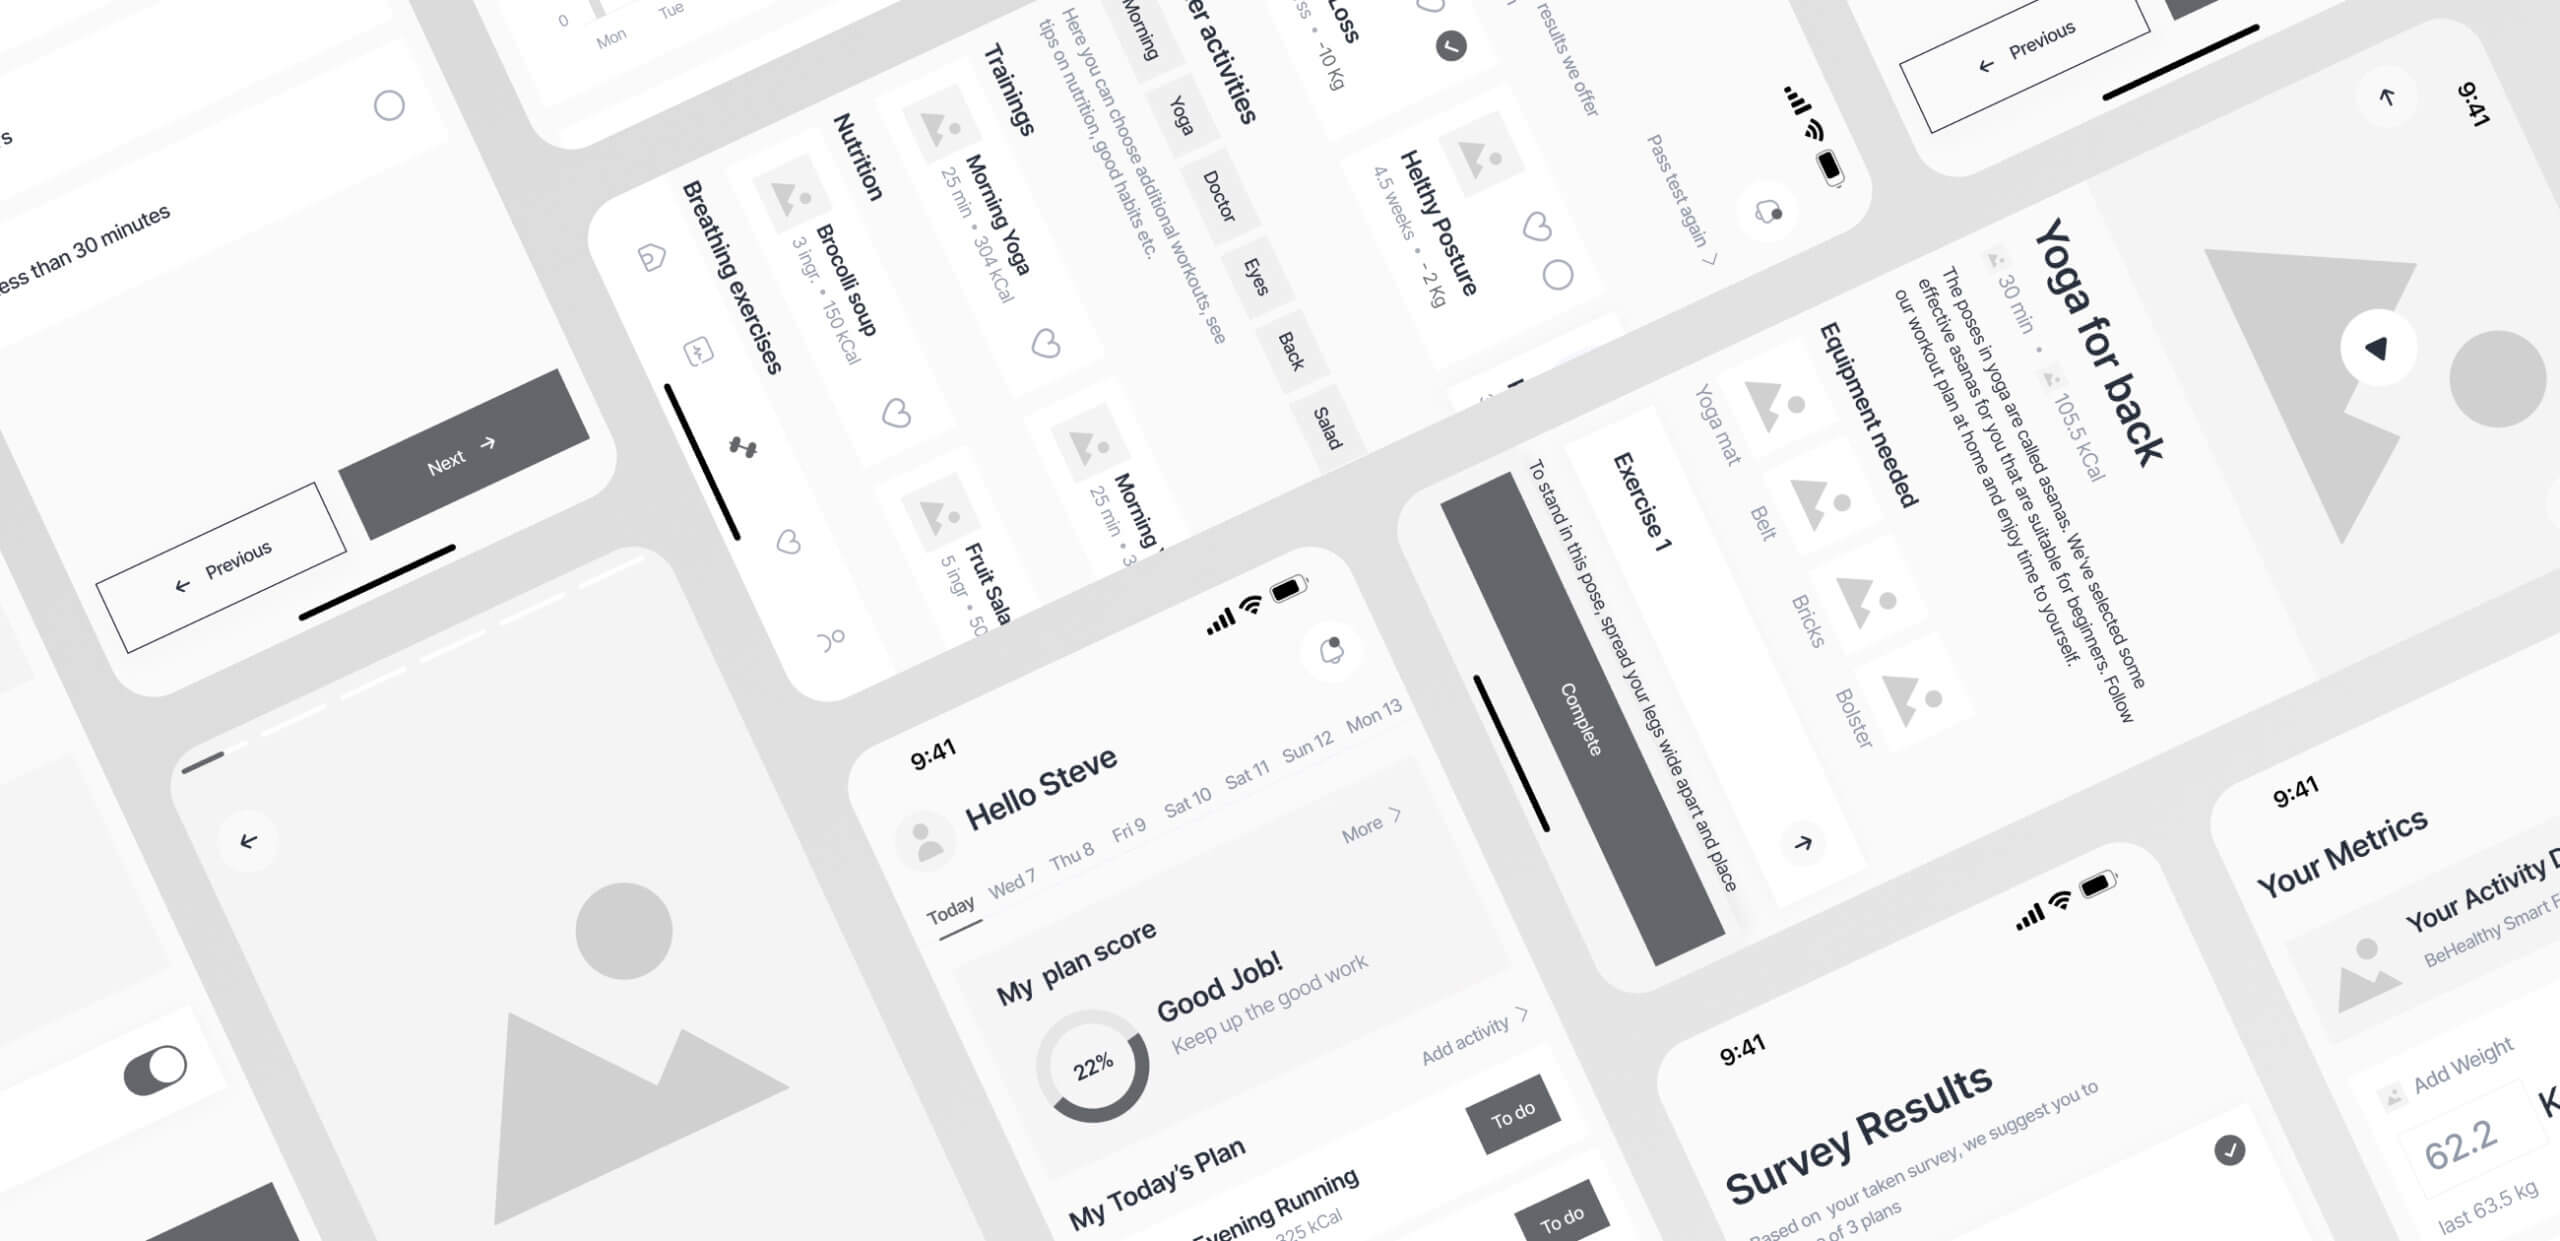 0
Mon
Tue
less than 30 minutes
Next
Previous
-10 Kg
results we offer
Pass test again
Loss
Helthy Posture
4.5 weeks • - 2 Kg
activities
Morning
Yoga
Doctor
Eyes
Back
Salad
Here you can choose additional workouts, see
tips on nutrition, good habits etc.
Trainings
Morning Yoga
25 min • 304 kCal
Morning
25 min • 3
Nutrition
Brocolli soup
3 ingr. • 150 kCal
Fruit Sala
5 ingr • 50
Breathing exercises
Previous
9:41
Yoga for back
30 min • 105.5 kCal
The poses in yoga are called asanas. We've selected some
effective asanas for you that are suitable for beginners. Follow
our workout plan at home and enjoy time to yourself.
Equipment needed
Yoga mat
Belt
Bricks
Bolster
Exercise 1
To stand in this pose, spread your legs wide apart and place
Complete
9:41
Hello Steve
Today
Wed 7
Thu 8
Fri 9
Sat 10
Sat 11
Sun 12
Mon 13
More
My plan score
22%
Good Job!
Keep up the good work
Add activity
My Today's Plan
To do
Evening Running
325 kCal
To do
9:41
Survey Results
Based on your taken survey, we suggest you to
of 3 plans
9:41
Your Metrics
Your Activity D
BeHealthy Smart F
Add Weight
62.2
K
last 63.5 kg